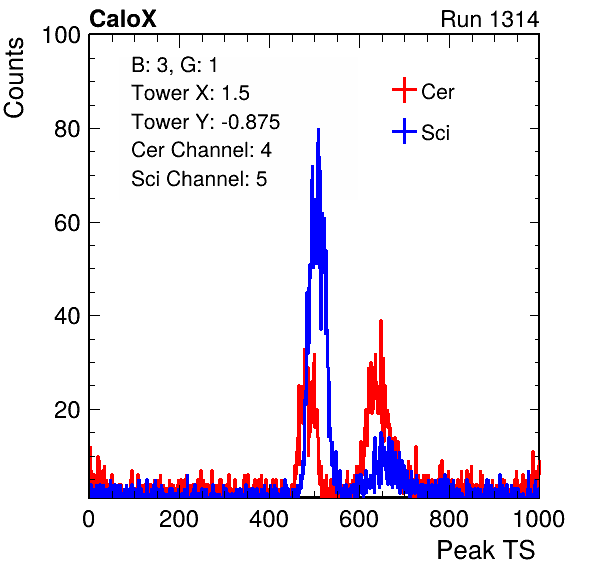 CaloX Run 1314
Counts
100
80
60
40
20
B: 3, G: 1
Tower X: 1.5
Tower Y: -0.875
Cer Channel: 4
Sci Channel: 5
Cer
Sci
0 200 400 600 800 1000
Peak TS